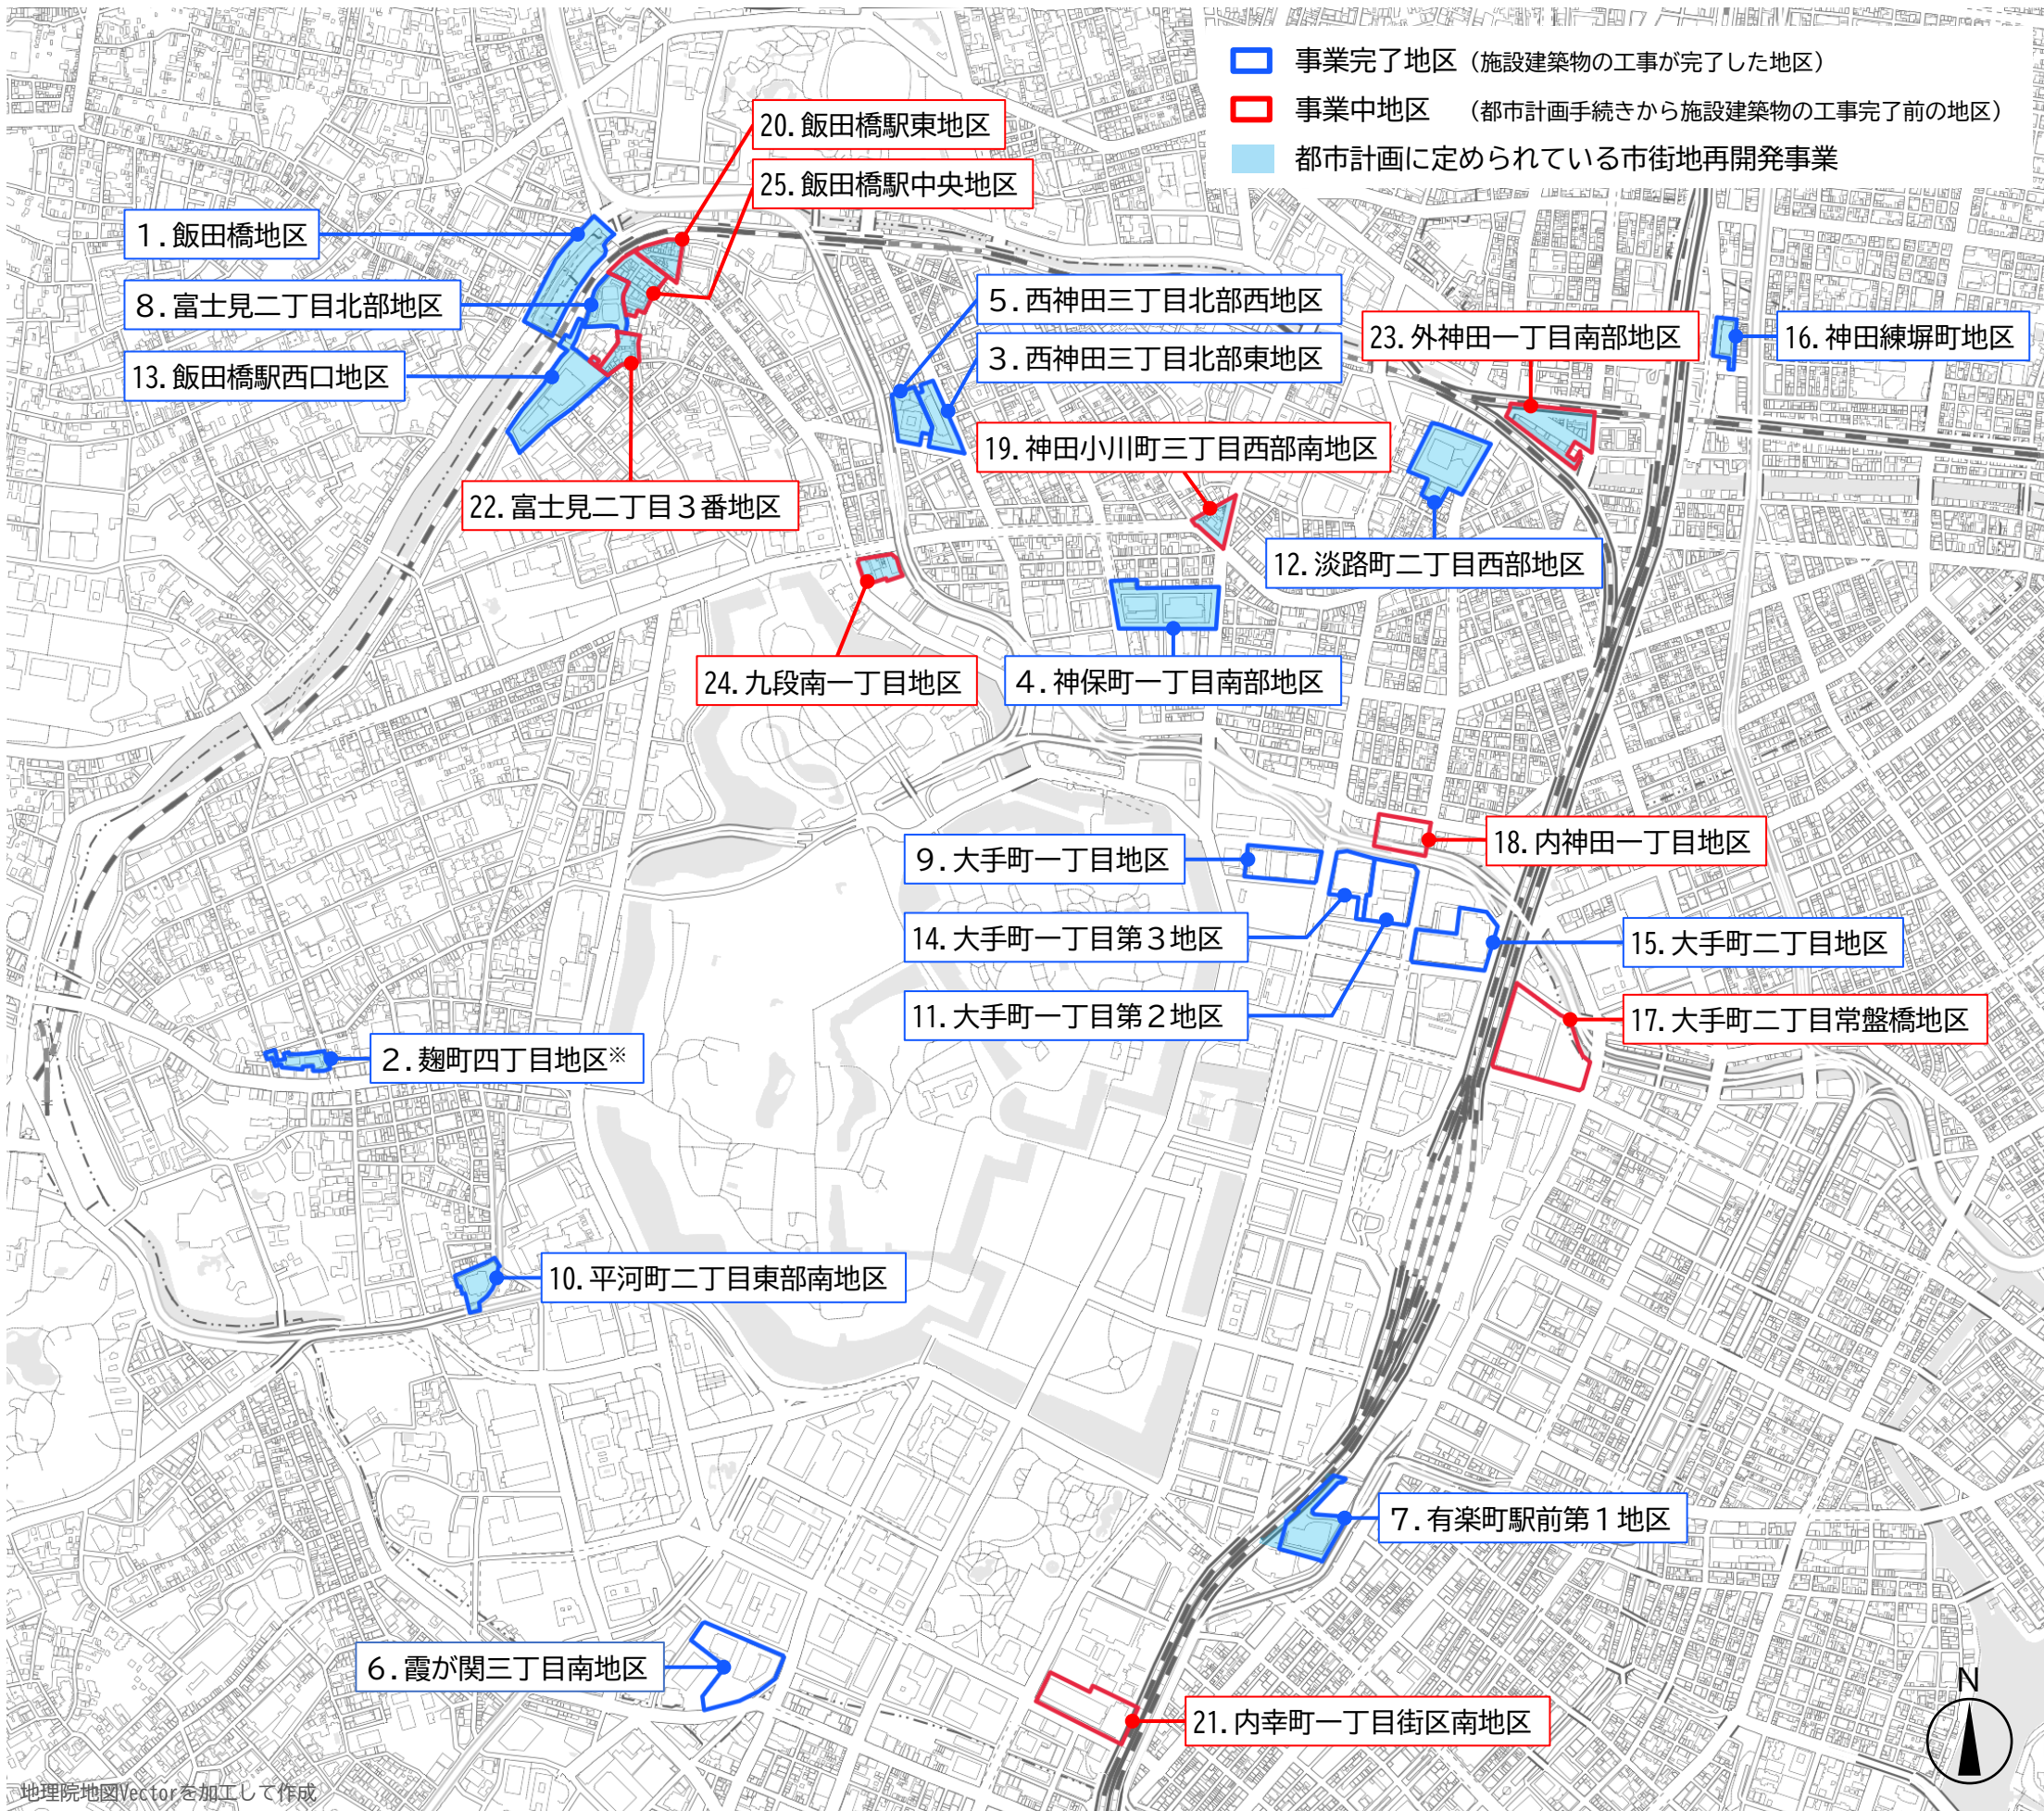 事業完了地区（施設建築物の工事が完了した地区）
事業中地区 （都市計画手続きから施設建築物の工事完了前の地区）
都市計画に定められている市街地再開発事業
20.飯田橋駅東地区
25.飯田橋駅中央地区
１.飯田橋地区
８.富士見二丁目北部地区
13.飯田橋駅西口地区
５.西神田三丁目北部西地区
３.西神田三丁目北部東地区
23.外神田一丁目南部地区
16.神田練塀町地区
19.神田小川町三丁目西部南地区
22.富士見二丁目３番地区
12.淡路町二丁目西部地区
24.九段南一丁目地区
４.神保町一丁目南部地区
18.内神田一丁目地区
９.大手町一丁目地区
14.大手町一丁目第３地区
15.大手町二丁目地区
11.大手町一丁目第２地区
17.大手町二丁目常盤橋地区
２.麹町四丁目地区※
10.平河町二丁目東部南地区
７.有楽町駅前第１地区
６.霞が関三丁目南地区
21.内幸町一丁目街区南地区
N
地理院地図Vectorを加工して作成